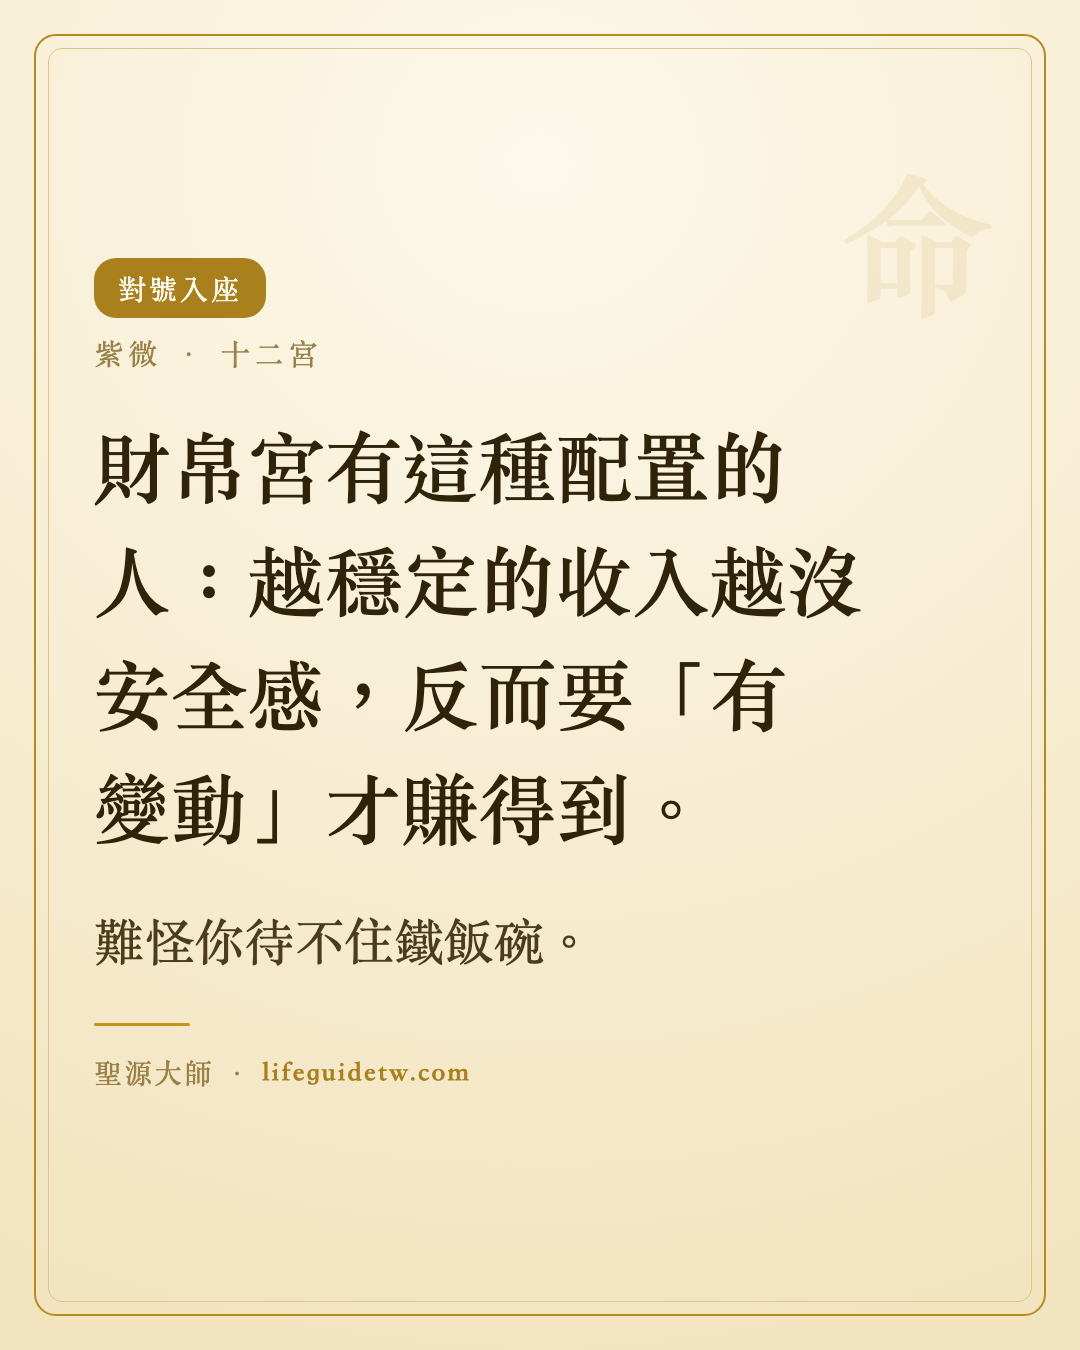 命
對號入座
紫微 · 十二宮
財帛宮有這種配置的
人：越穩定的收入越沒
安全感，反而要「有
變動」才賺得到。
難怪你待不住鐵飯碗。
聖源大師 · lifeguidetw.com